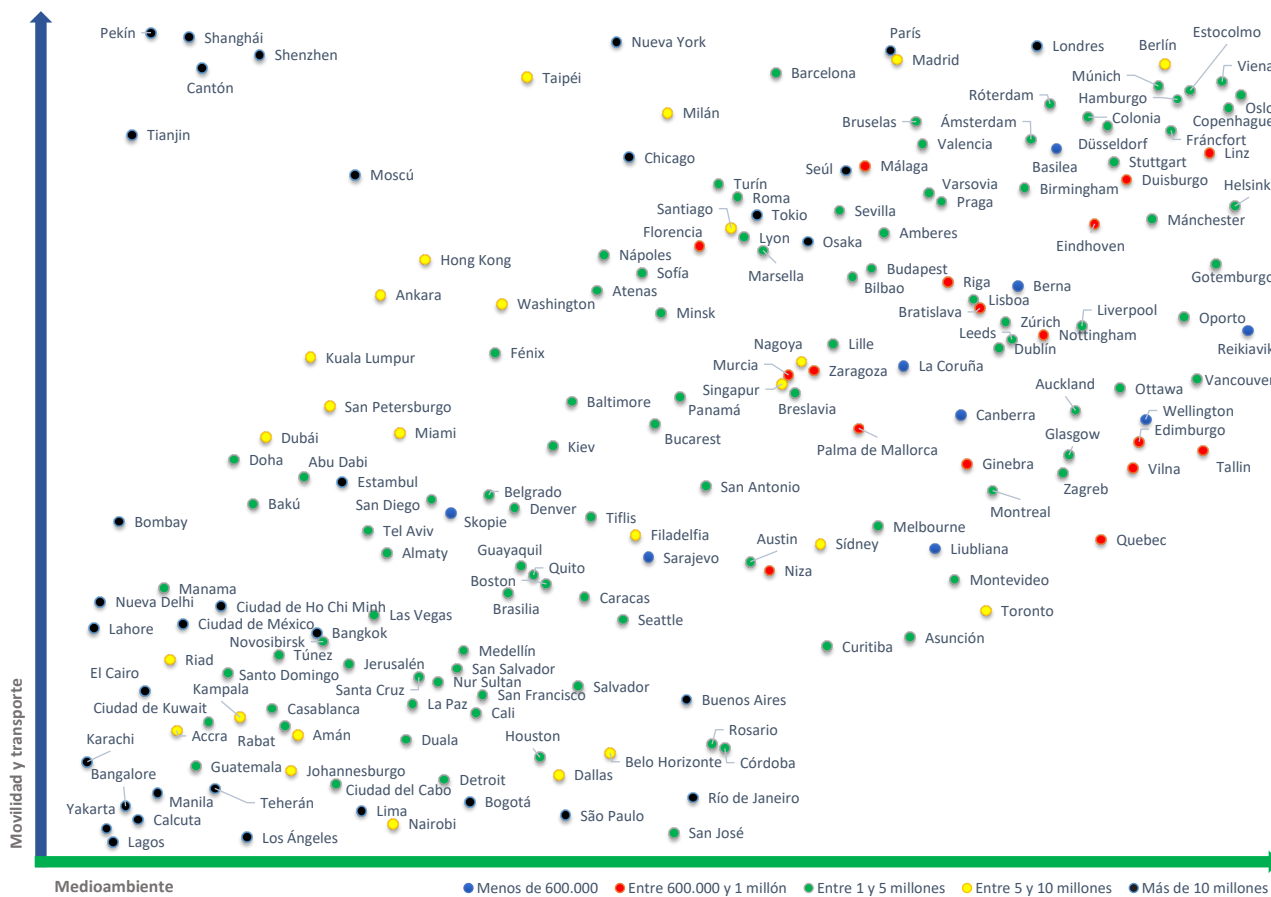 Pekín
Shanghái
Shenzhen
Cantón
Tianjin
Moscú
Nueva York
Taipéi
Milán
Chicago
Barcelona
París
Madrid
Londres
Berlín
Estocolmo
Múnich
Viena
Hamburgo
Oslo
Copenhague
Róterdam
Colonia
Ámsterdam
Düsseldorf
Fráncfort
Bruselas
Valencia
Basilea
Stuttgart
Linz
Seúl
Málaga
Duisburgo
Turín
Roma
Varsovia
Praga
Birmingham
Helsink
Santiago
Tokio
Sevilla
Mánchester
Florencia
Lyon
Osaka
Amberes
Eindhoven
Marsella
Hong Kong
Nápoles
Sofía
Budapest
Bilbao
Gotemburgo
Ankara
Washington
Atenas
Minsk
Riga
Lisboa
Berna
Bratislava
Zúrich
Liverpool
Oporto
Leeds
Nottingham
Dublín
Reikiavik
Kuala Lumpur
Fénix
Nagoya
Lille
Murcia
Zaragoza
La Coruña
Singapur
Breslavia
Auckland
Ottawa
Vancouver
San Petersburgo
Baltimore
Panamá
Canberra
Wellington
Dubái
Miami
Bucarest
Palma de Mallorca
Glasgow
Edimburgo
Kiev
Doha
Abu Dabi
Ginebra
Vilna
Tallin
Zagreb
Estambul
San Antonio
Montreal
Bakú
San Diego
Belgrado
Denver
Bombay
Skopie
Tiflis
Tel Aviv
Filadelfia
Melbourne
Almaty
Guayaquil
Quito
Sarajevo
Austin
Sídney
Liubliana
Quebec
Boston
Niza
Montevideo
Manama
Brasilia
Caracas
Nueva Delhi
Ciudad de Ho Chi Minh
Las Vegas
Seattle
Toronto
Lahore
Ciudad de México
Bangkok
Novosibirsk
Asunción
Curitiba
Túnez
Medellín
Riad
Jerusalén
San Salvador
El Cairo
Santo Domingo
Santa Cruz
Nur Sultan
Salvador
Kampala
San Francisco
Buenos Aires
Ciudad de Kuwait
Casablanca
La Paz
Cali
Accra
Rabat
Amán
Duala
Houston
Rosario
Karachi
Belo Horizonte
Córdoba
Bangalore
Guatemala
Johannesburgo
Detroit
Dallas
Ciudad del Cabo
Yakarta
Manila
Teherán
Lima
Bogotá
Río de Janeiro
Calcuta
Nairobi
São Paulo
Lagos
Los Ángeles
San José
Movilidad y transporte
Medioambiente
Menos de 600.000
Entre 600.000 y 1 millón
Entre 1 y 5 millones
Entre 5 y 10 millones
Más de 10 millones